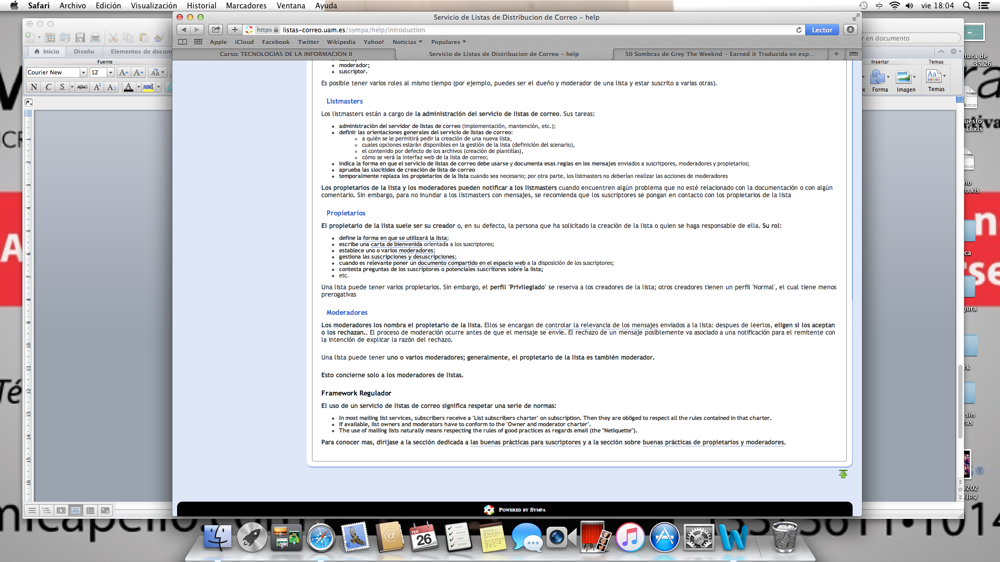 Safari Archivo Edición Visualización Historial Marcadores Ventana Ayuda
vie 18:04
Servicio de Listas de Distribucion de Correo – help
https listas-correo.uam.es/sympa/help/introduction
Lector
Apple iCloud Facebook Twitter Wikipedia Yahoo! Noticias Populares
Curso: TECNOLOGIAS DE LA INFORMACION II
Servicio de Listas de Distribucion de Correo – help
50 Sombras de Grey The Weeknd – Earned it Traducida en esp...
r en documento
Inicio Diseño Elementos de docum
Fuente
Courier New 12
N C S ABC A² A₂ A ABC
Insertar Temas
Aa
Forma Imagen Temas
moderador;
suscriptor.
Es posible tener varios roles al mismo tiempo (por ejemplo, puedes ser el dueño y moderador de una lista y estar suscrito a varias otras).
Listmasters
Los listmasters están a cargo de la administración del servicio de listas de correo. Sus tareas:
administración del servidor de listas de correo (implementación, mantención, etc.);
definir las orientaciones generales del servicio de listas de correo:
a quién se le permitirá pedir la creación de una nueva lista,
cuales opciones estarán disponibles en la gestión de la lista (definición del scenario),
el contenido por defecto de los archivos (creación de plantillas),
cómo se verá la interfaz web de la lista de correo;
indica la forma en que el servicio de listas de correo debe usarse y documenta esas reglas en los mensajes enviados a suscritpores, moderadores y propietarios;
aprueba las slocitides de creación de lista de correo
temporalmente replaza los propietarios de la lista cuando sea necesario; por otra parte, los listmasters no deberían realizar las acciones de moderadores
Los propietarios de la lista y los moderadores pueden notificar a los listmasters cuando encuentren algún problema que no esté relacionado con la documentación o con algún
comentario. Sin embargo, para no inundar a los listmasters con mensajes, se recomienda que los suscriptores se pongan en contacto con los propietarios de la lista
Propietarios
El propietario de la lista suele ser su creador o, en su defecto, la persona que ha solicitado la creación de la lista o quien se haga responsable de ella. Su rol:
define la forma en que se utilizará la lista;
escribe una carta de bienvenida orientada a los suscriptores;
establece uno o varios moderadores;
gestiona las suscripciones y desuscripciones;
cuando es relevante poner un documento compartido en el espacio web a la disposición de los suscriptores;
contesta preguntas de los suscriptores o potenciales suscritores sobre la lista;
etc.
Una lista puede tener varios propietarios. Sin embargo, el perfil 'Privilegiado' se reserva a los creadores de la lista; otros creadores tienen un perfil 'Normal', el cual tiene menos
prerogativas
Moderadores
Los moderadores los nombra el propietario de la lista. Ellos se encargan de controlar la relevancia de los mensajes enviados a la lista: despues de leerlos, eligen si los aceptan
o los rechazan.. El proceso de moderación ocurre antes de que el mensaje se envie. El rechazo de un mensaje posiblemente va asociado a una notificación para el remitente con
la intención de explicar la razón del rechazo.
Una lista puede tener uno o varios moderadores; generalmente, el propietario de la lista es también moderador.
Esto concierne solo a los moderadores de listas.
Framework Regulador
El uso de un servicio de listas de correo significa respetar una serie de normas:
In most mailing list services, subscribers receive a 'List subscribers charter' on subscription. Then they are obliged to respect all the rules contained in that charter.
If available, list owners and moderators have to conform to the 'Owner and moderator charter'.
The use of mailing lists naturally means respecting the rules of good practices as regards email (the "Netiquette").
Para conocer mas, dirijase a la sección dedicada a las buenas prácticas para suscriptores y a la sección sobre buenas prácticas de propietarios y moderadores.
Powered by Sympa
FEB
26